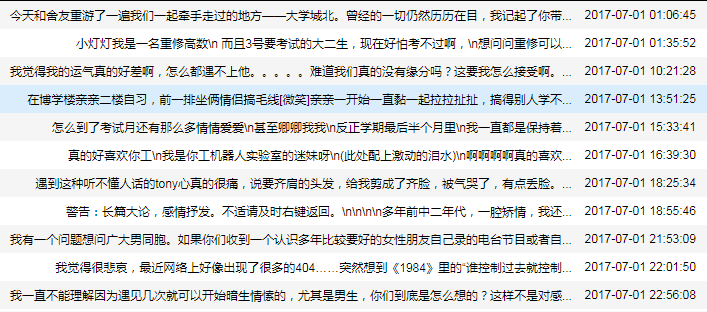 今天和舍友重游了一遍我们一起牵手走过的地方——大学城北。曾经的一切仍然历历在目，我记起了你带... 2017-07-01 01:06:45
小灯灯我是一名重修高数\n 而且3号要考试的大二生，现在好怕考不过啊，\n想问问重修可以... 2017-07-01 01:35:52
我觉得我的运气真的好差啊，怎么都遇不上他。。。。。难道我们真的没有缘分吗？这要我怎么接受啊。... 2017-07-01 10:21:28
在博学楼亲亲二楼自习，前一排坐俩情侣搞毛线[微笑]亲亲一开始一直黏一起拉拉扯扯，搞得别人学不... 2017-07-01 13:51:25
怎么到了考试月还有那么多情情爱爱\n甚至卿卿我我\n反正学期最后半个月里\n我一直都是保持着... 2017-07-01 15:33:41
真的好喜欢你工\n我是你工机器人实验室的迷妹呀\n(此处配上激动的泪水)\n啊啊啊啊真的喜欢... 2017-07-01 16:39:30
遇到这种听不懂人话的tony心真的很痛，说要齐肩的头发，给我剪成了齐脸，被气哭了，有点丢脸。... 2017-07-01 18:25:34
警告：长篇大论，感情抒发。不适请及时右键返回。\n\n\n\n多年前中二年代，一腔矫情，我还... 2017-07-01 18:55:46
我有一个问题想问广大男同胞。如果你们收到一个认识多年比较要好的女性朋友自己录的电台节目或者自... 2017-07-01 21:53:09
我觉得很悲哀，最近网络上好像出现了很多的404……突然想到《1984》里的“谁控制过去就控制... 2017-07-01 22:01:50
我一直不能理解因为遇见几次就可以开始暗生情愫的，尤其是男生，你们到底是怎么想的？这样不是对感... 2017-07-01 22:56:08